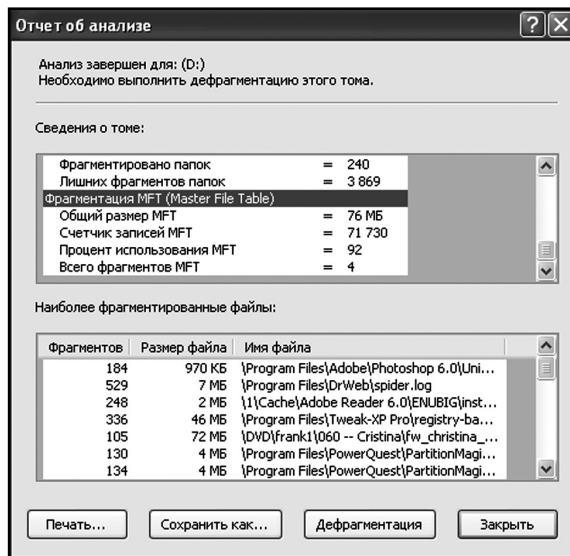 Отчет об анализе
Анализ завершен для: (D:)
Необходимо выполнить дефрагментацию этого тома.
Сведения о томе:
Фрагментировано папок = 240
Лишних фрагментов папок = 3 869
Фрагментация MFT (Master File Table)
Общий размер MFT = 76 МБ
Счетчик записей MFT = 71 730
Процент использования MFT = 92
Всего фрагментов MFT = 4
Наиболее фрагментированные файлы:
Фрагментов Размер файла Имя файла
184 970 КБ \Program Files\Adobe\Photoshop 6.0\Uni...
529 7 МБ \Program Files\DrWeb\spider.log
248 2 МБ \1\Cache\Adobe Reader 6.0\ENUBIG\inst...
336 46 МБ \Program Files\Tweak-XP Pro\registry-ba...
105 72 МБ \DVD\frank1\060 -- Cristina\fw_christina_...
130 4 МБ \Program Files\PowerQuest\PartitionMagi...
134 4 МБ \Program Files\PowerQuest\PartitionMagi...
Печать... Сохранить как... Дефрагментация Закрыть